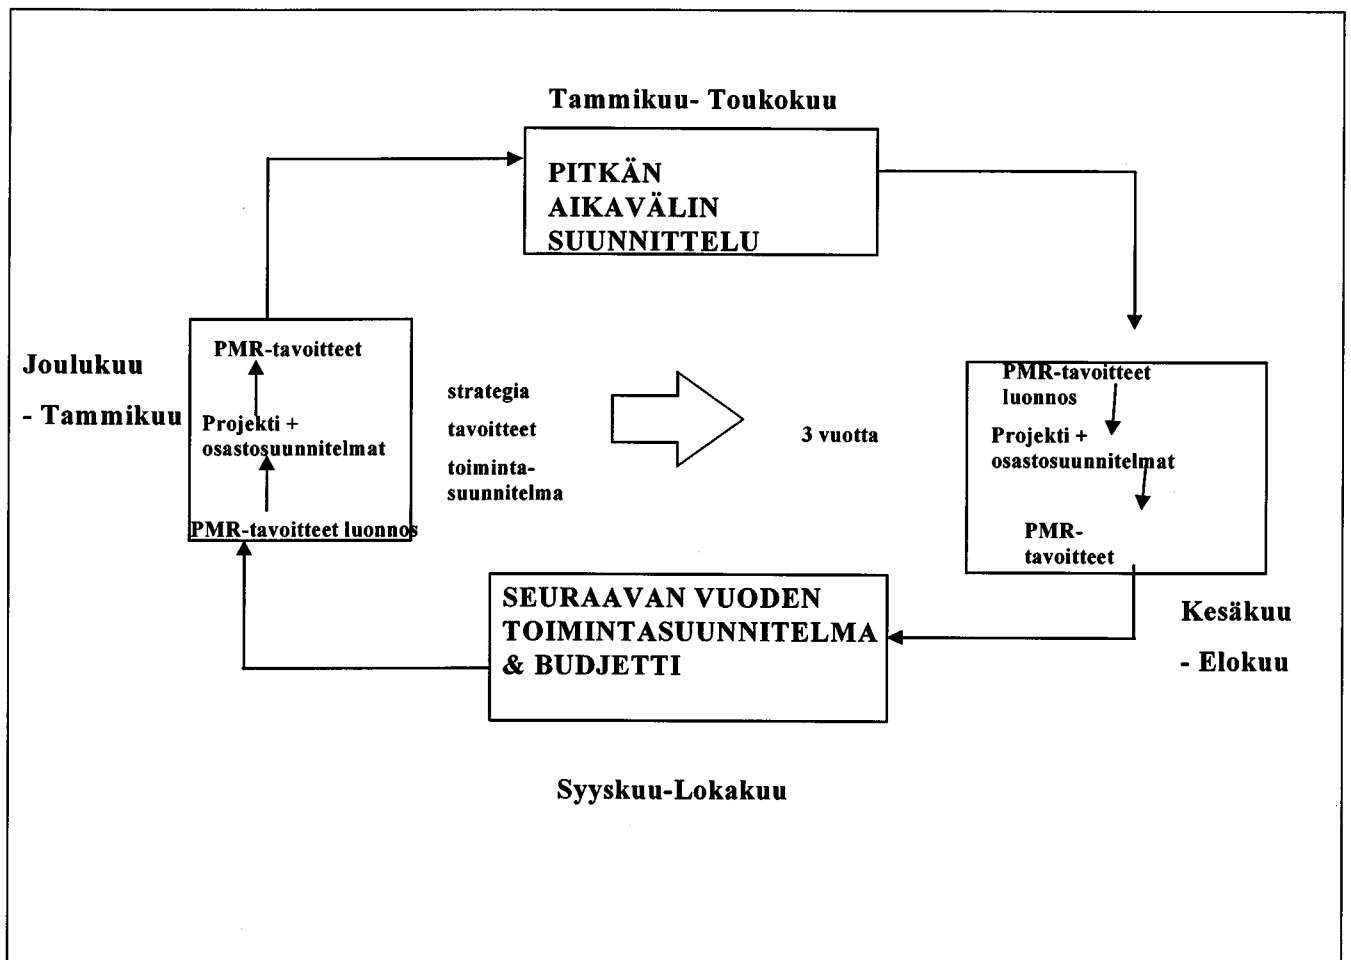 Tammikuu- Toukokuu
PITKÄN
AIKAVÄLIN
SUUNNITTELU
Joulukuu
- Tammikuu
PMR-tavoitteet
Projekti +
osastosuunnitelmat
PMR-tavoitteet luonnos
strategia
tavoitteet
toiminta-
suunnitelma
3 vuotta
PMR-tavoitteet
luonnos
Projekti +
osastosuunnitelmat
PMR-
tavoitteet
Kesäkuu
- Elokuu
SEURAAVAN VUODEN
TOIMINTASUUNNITELMA
& BUDJETTI
Syyskuu-Lokakuu